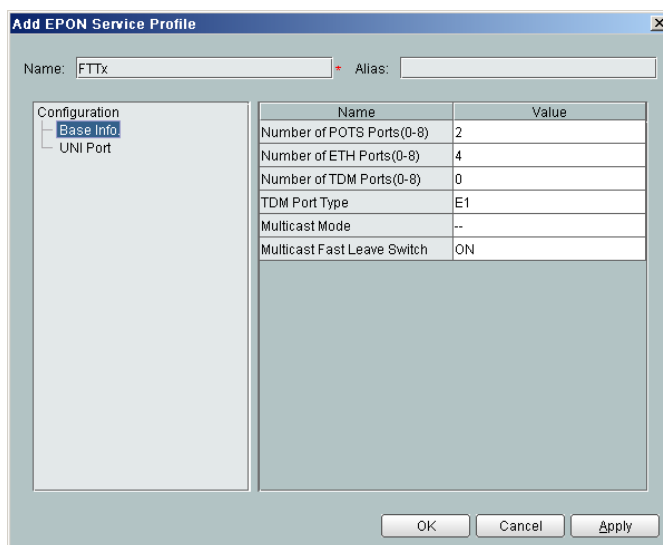 Add EPON Service Profile
Name: FTTx * Alias:
Configuration
Base Info.
UNI Port
Name Value
Number of POTS Ports(0-8) 2
Number of ETH Ports(0-8) 4
Number of TDM Ports(0-8) 0
TDM Port Type E1
Multicast Mode --
Multicast Fast Leave Switch ON
OK Cancel Apply